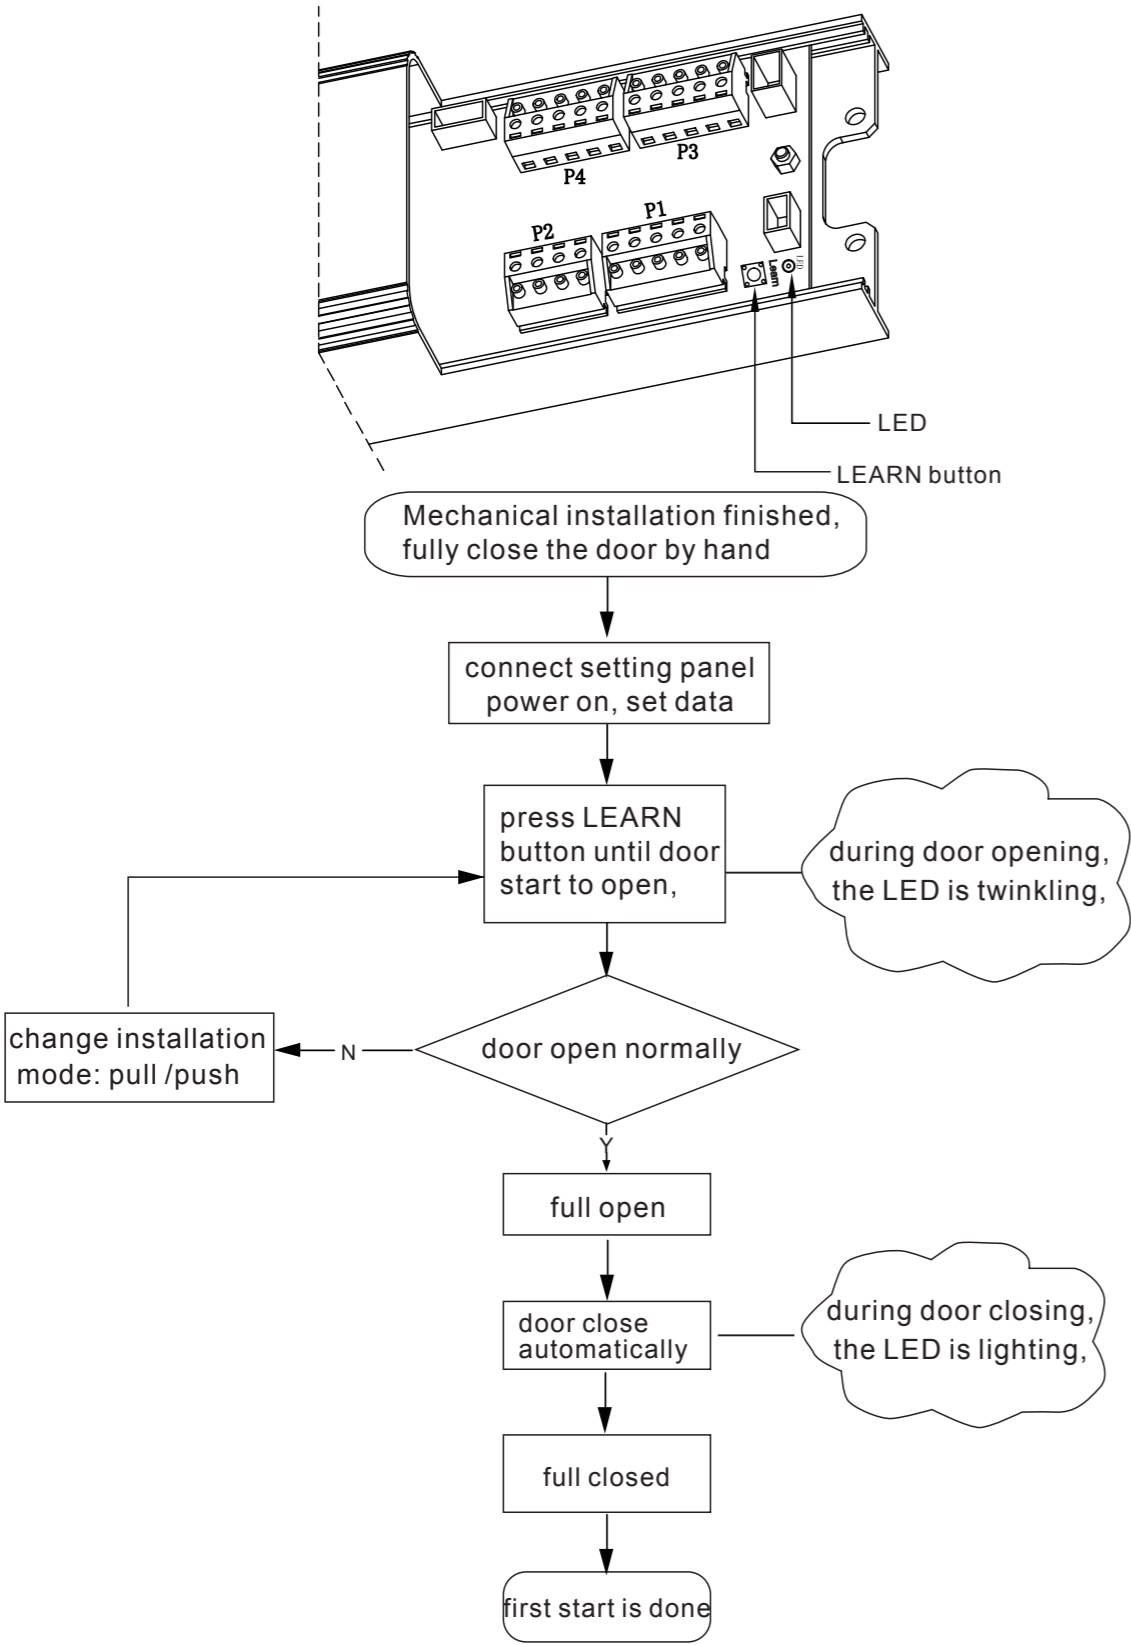 P4
P3
P2
P1
Learn
LED
LED
LEARN button
Mechanical installation finished,
fully close the door by hand
connect setting panel
power on, set data
press LEARN
button until door
start to open,
during door opening,
the LED is twinkling,
change installation
mode: pull /push
N
door open normally
Y
full open
door close
automatically
during door closing,
the LED is lighting,
full closed
first start is done